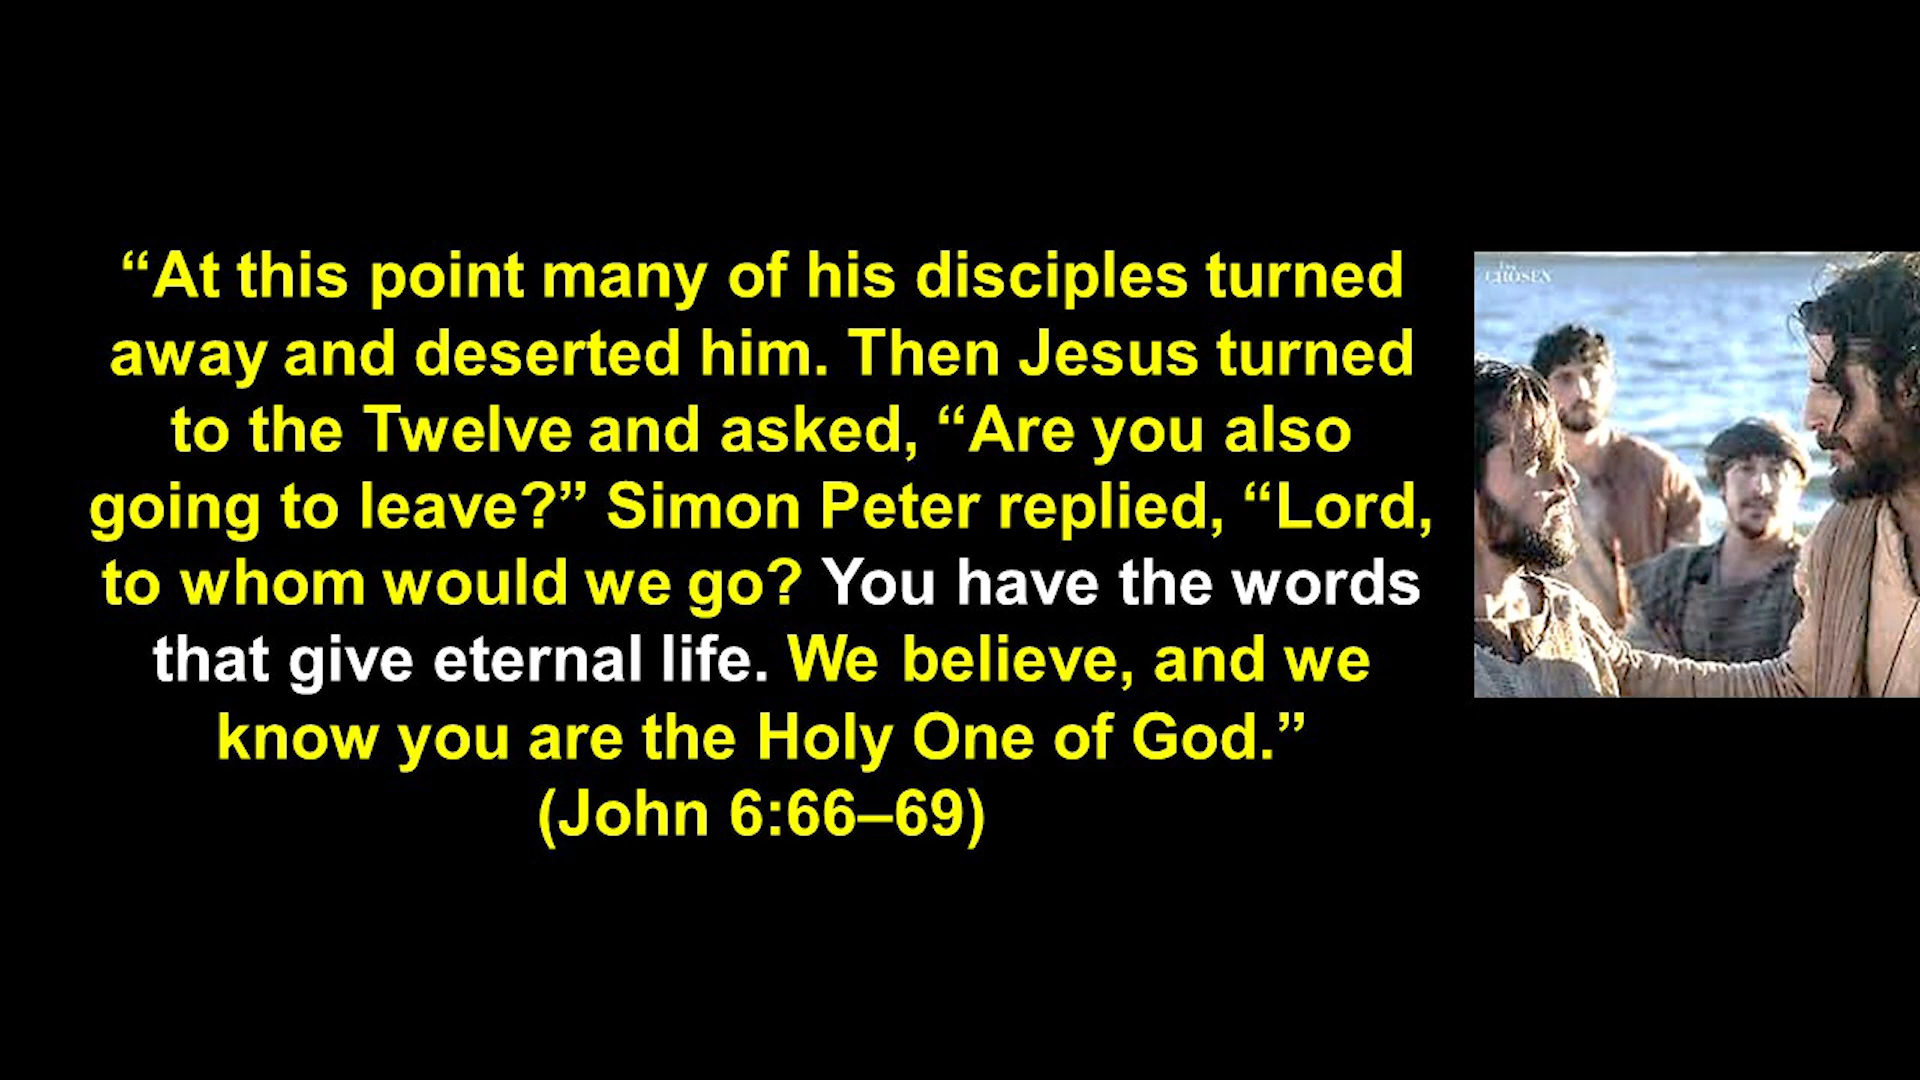 “At this point many of his disciples turned
away and deserted him. Then Jesus turned
to the Twelve and asked, “Are you also
going to leave?” Simon Peter replied, “Lord,
to whom would we go? You have the words
that give eternal life. We believe, and we
know you are the Holy One of God.”
(John 6:66–69)
THE
CHOSEN